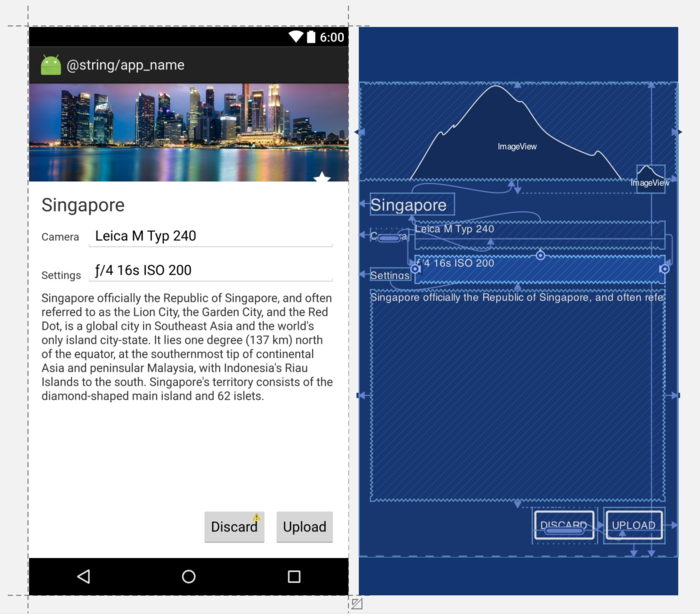 6:00
@string/app_name
Singapore
Camera
Leica M Typ 240
Settings
ƒ/4 16s ISO 200
Singapore officially the Republic of Singapore, and often
referred to as the Lion City, the Garden City, and the Red
Dot, is a global city in Southeast Asia and the world's
only island city-state. It lies one degree (137 km) north
of the equator, at the southernmost tip of continental
Asia and peninsular Malaysia, with Indonesia's Riau
Islands to the south. Singapore's territory consists of the
diamond-shaped main island and 62 islets.
Discard
Upload
ImageView
ImageView
Singapore
Leica M Typ 240
Camera
ƒ/4 16s ISO 200
Settings
Singapore officially the Republic of Singapore, and often refe
DISCARD
UPLOAD